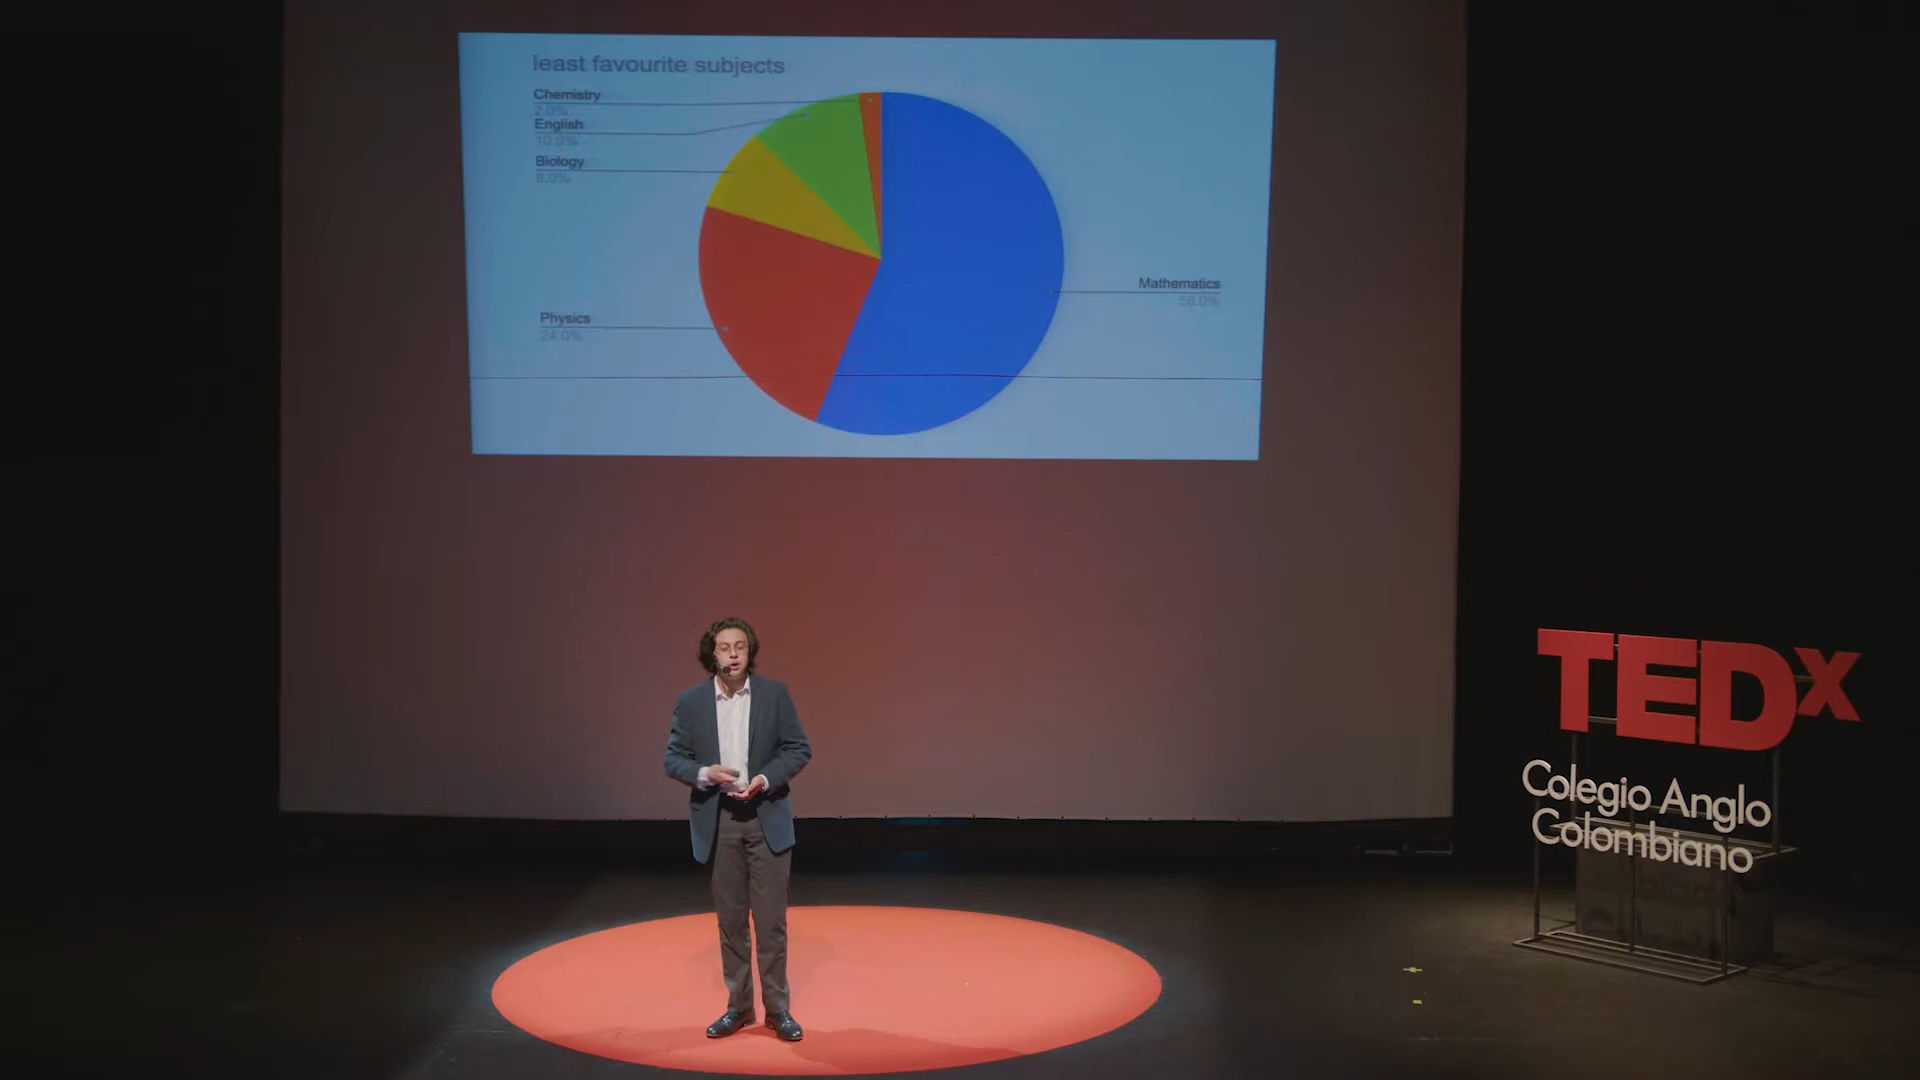 least favourite subjects
Chemistry
2.0%
English
10.0%
Biology
8.0%
Mathematics
56.0%
Physics
24.0%
TEDx
Colegio Anglo
Colombiano